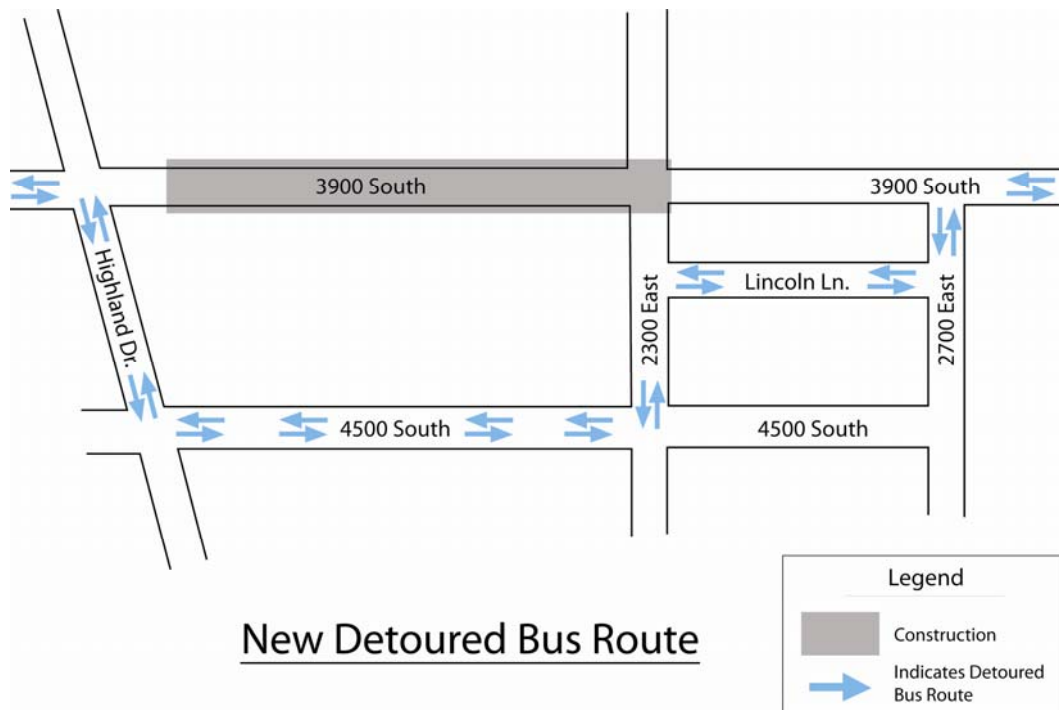 3900 South
3900 South
Highland Dr.
2300 East
Lincoln Ln.
2700 East
4500 South
4500 South
New Detoured Bus Route
Legend
Construction
Indicates Detoured
Bus Route